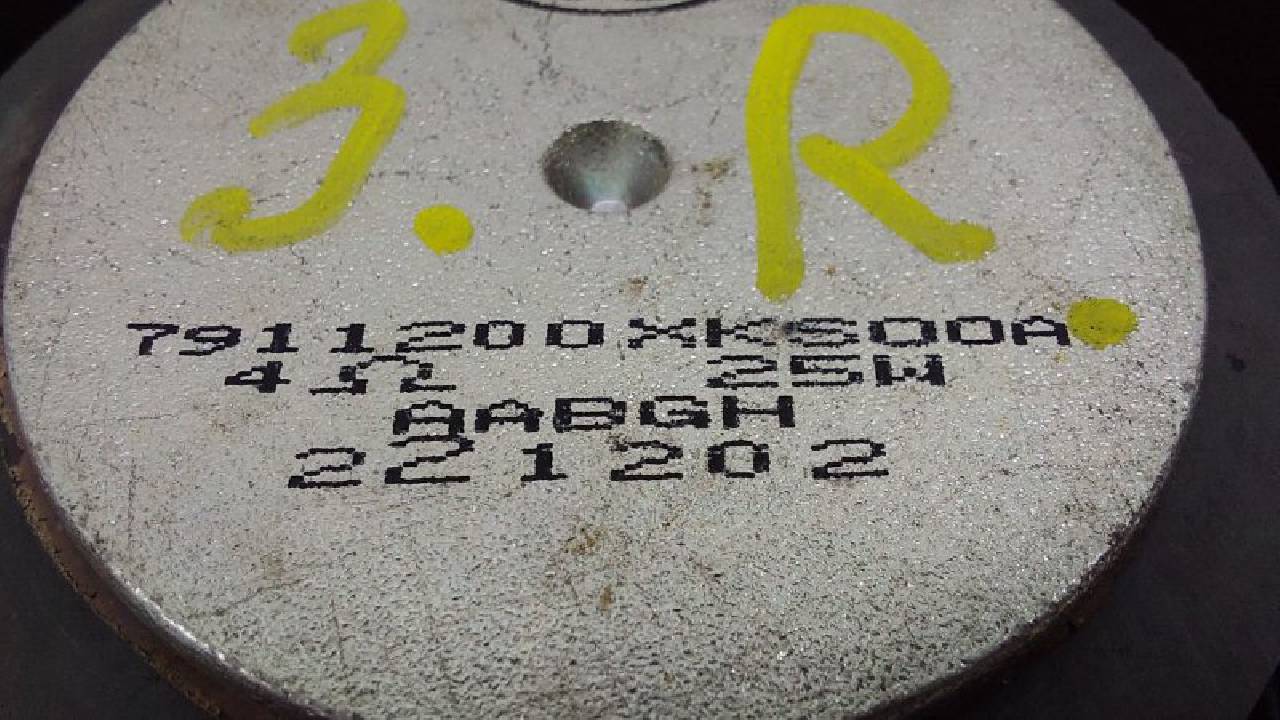 3. R.
7911200XKS00A
4Ω 25W
AABGH
221202